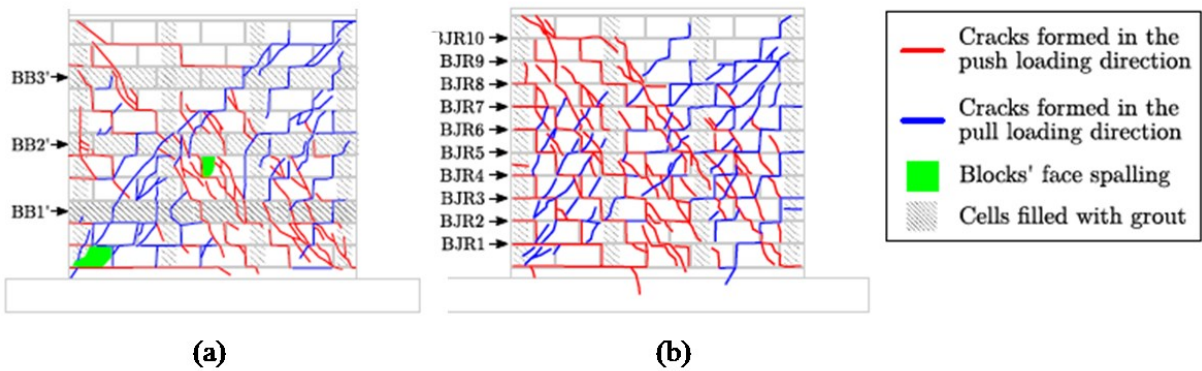 BB3'
BB2'
BB1'
BJR10
BJR9
BJR8
BJR7
BJR6
BJR5
BJR4
BJR3
BJR2
BJR1
Cracks formed in the
push loading direction
Cracks formed in the
pull loading direction
Blocks' face spalling
Cells filled with grout
(a)
(b)